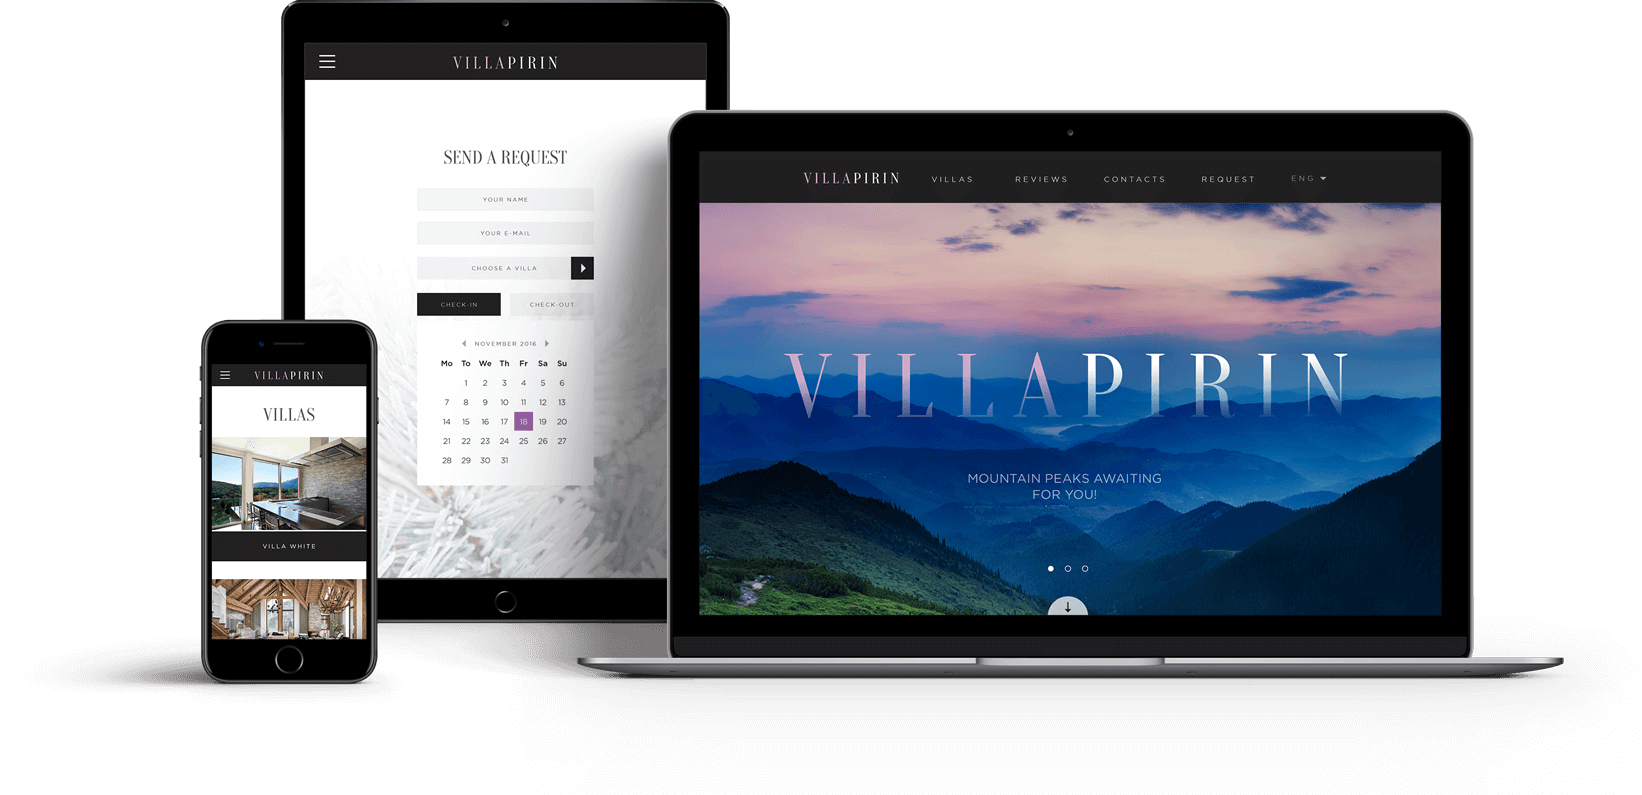 VILLAPIRIN
SEND A REQUEST
YOUR NAME
YOUR E-MAIL
CHOOSE A VILLA
CHECK-IN CHECK-OUT
NOVEMBER 2016
Mo To We Th Fr Sa Su
1 2 3 4 5 6
7 8 9 10 11 12 13
14 15 16 17 18 19 20
21 22 23 24 25 26 27
28 29 30 31
VILLAPIRIN
VILLAS
VILLA WHITE
VILLAPIRIN VILLAS REVIEWS CONTACTS REQUEST ENG
VILLAPIRIN
MOUNTAIN PEAKS AWAITING
FOR YOU!